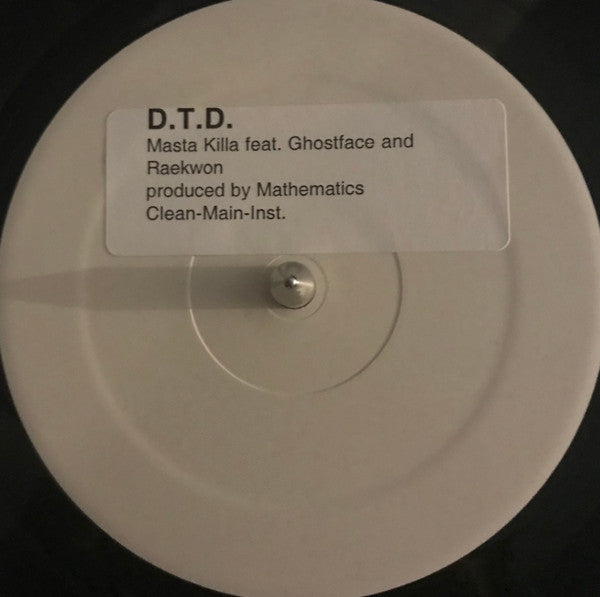 D.T.D.
Masta Killa feat. Ghostface and
Raekwon
produced by Mathematics
Clean-Main-Inst.